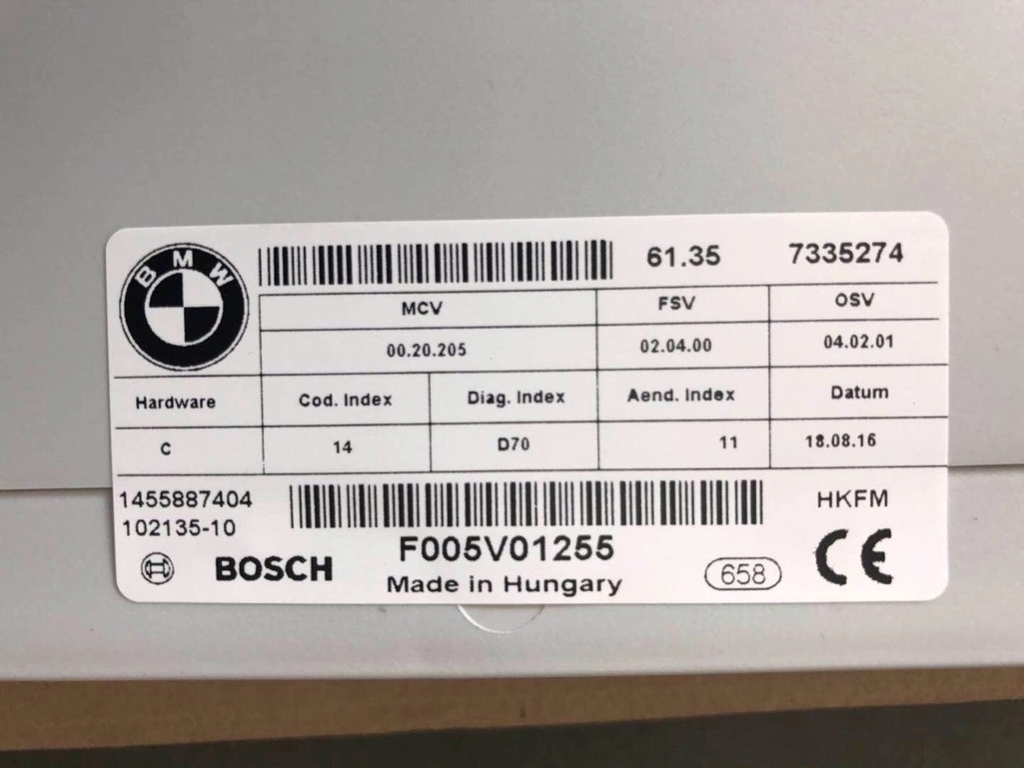 BMW
61.35 7335274
MCV FSV OSV
00.20.205 02.04.00 04.02.01
Hardware Cod. Index Diag. Index Aend. Index Datum
C 14 D70 11 18.08.16
1455887404 HKFM
102135-10
F005V01255
BOSCH Made in Hungary 658 CE